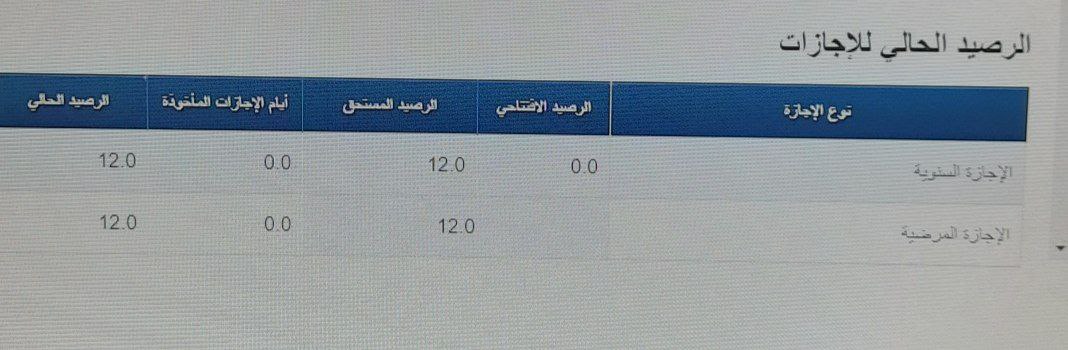 الرصيد الحالي للإجازات
نوع الإجازة الرصيد الافتتاحي الرصيد المستحق أيام الإجازات المأخوذة الرصيد الحالي
الإجازة السنوية 0.0 12.0 0.0 12.0
الإجازة المرضية 12.0 0.0 12.0